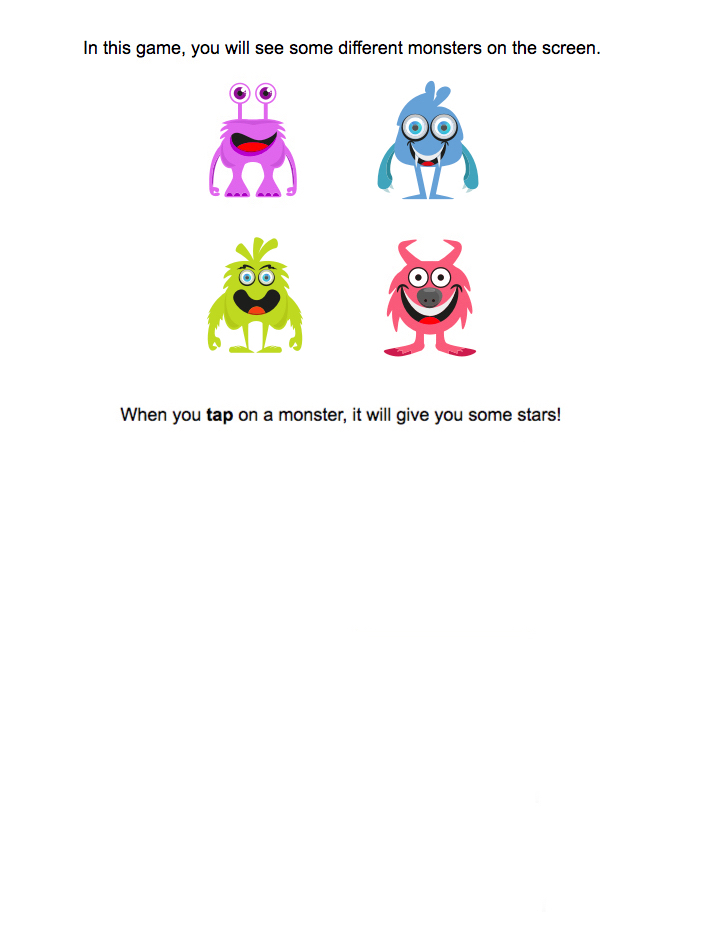 In this game, you will see some different monsters on the screen.
When you tap on a monster, it will give you some stars!